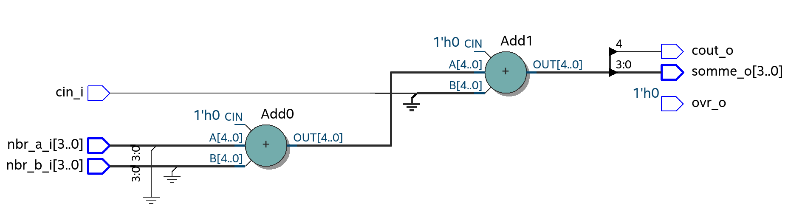 4
1'h0 CIN
Add1
cout_o
A[4..0]
+
OUT[4..0]
3:0
somme_o[3..0]
B[4..0]
cin_i
1'h0
ovr_o
1'h0 CIN
Add0
nbr_a_i[3..0]
3:0
A[4..0]
+
OUT[4..0]
nbr_b_i[3..0]
3:0
B[4..0]